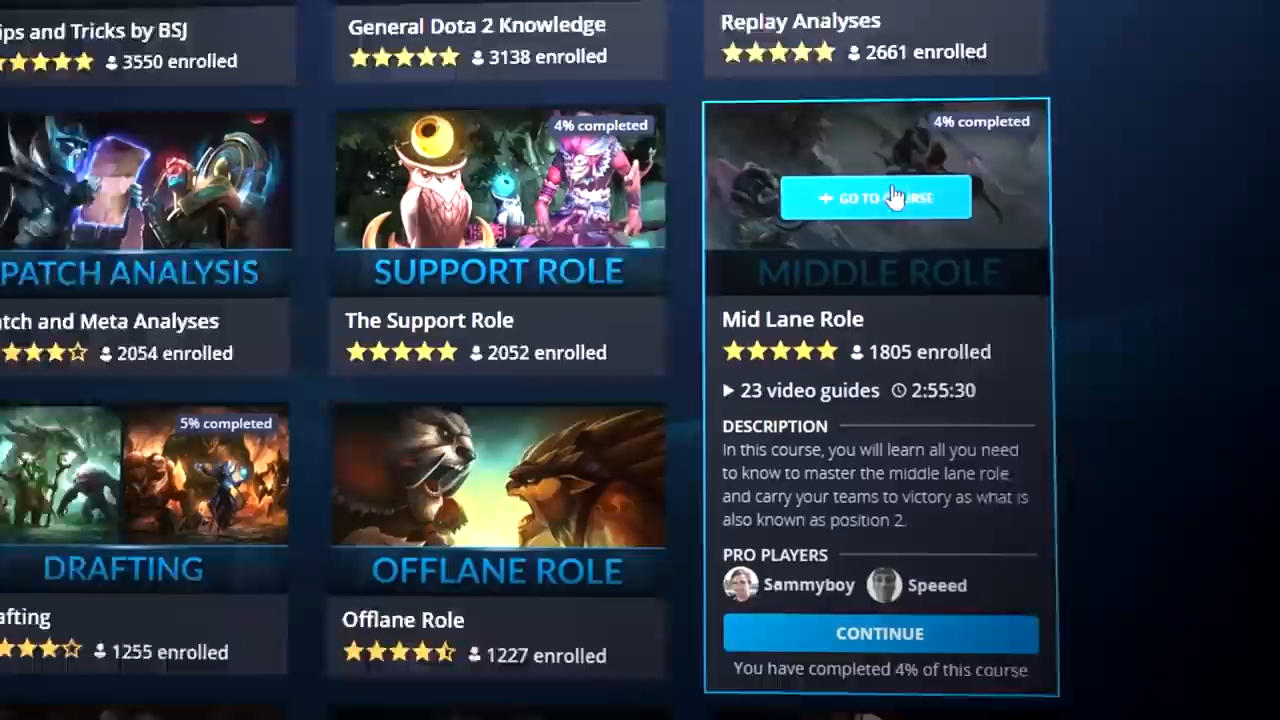 ips and Tricks by BSJ
3550 enrolled
General Dota 2 Knowledge
3138 enrolled
Replay Analyses
2661 enrolled
PATCH ANALYSIS
tch and Meta Analyses
2054 enrolled
4% completed
SUPPORT ROLE
The Support Role
2052 enrolled
4% completed
+ GO TO COURSE
MIDDLE ROLE
Mid Lane Role
1805 enrolled
23 video guides 2:55:30
DESCRIPTION
In this course, you will learn all you need
to know to master the middle lane role
and carry your teams to victory as what is
also known as position 2.
PRO PLAYERS
Sammyboy Speeed
CONTINUE
You have completed 4% of this course
5% completed
DRAFTING
afting
1255 enrolled
OFFLANE ROLE
Offlane Role
1227 enrolled